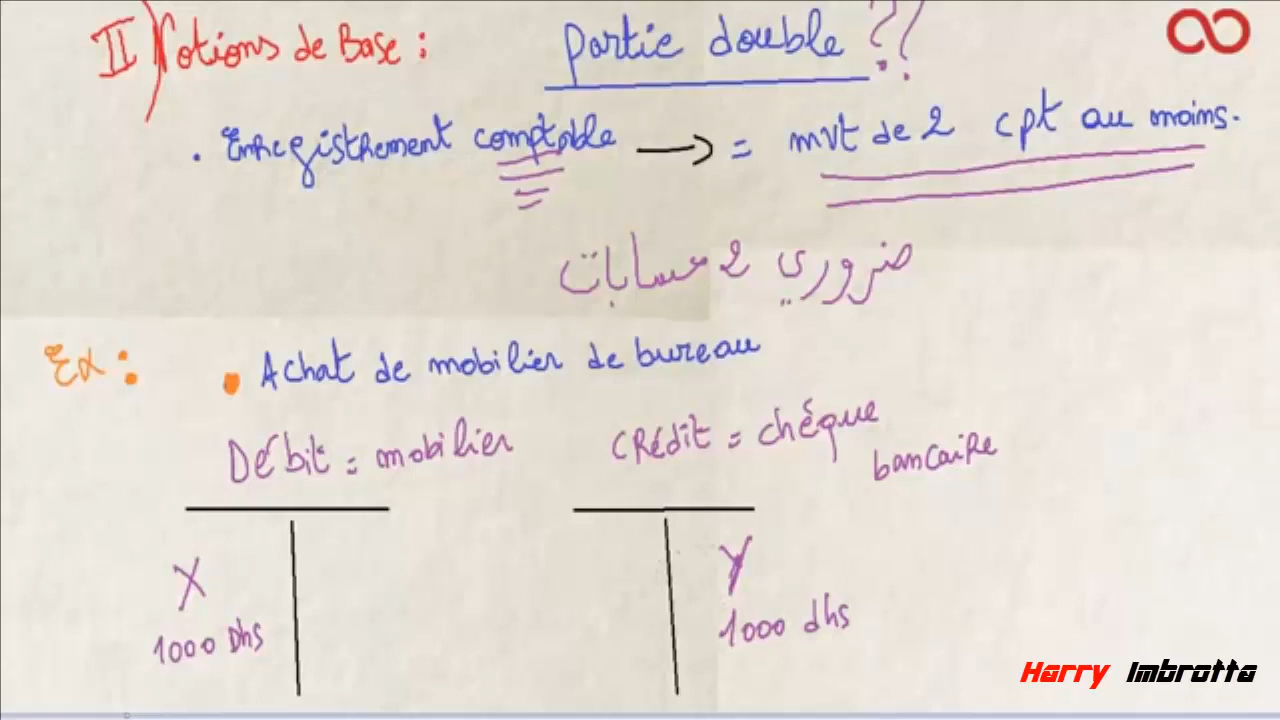 II) Notions de Base :
Partie double ??
. Enregistrement comptable → = mvt de 2 cpt au moins.
ضروري 2 حسابات
Ex :
• Achat de mobilier de bureau
Débit = mobilier
Crédit = chéque
bancaire
X
1000 Dhs
Y
1000 dhs
Harry Imbrotta